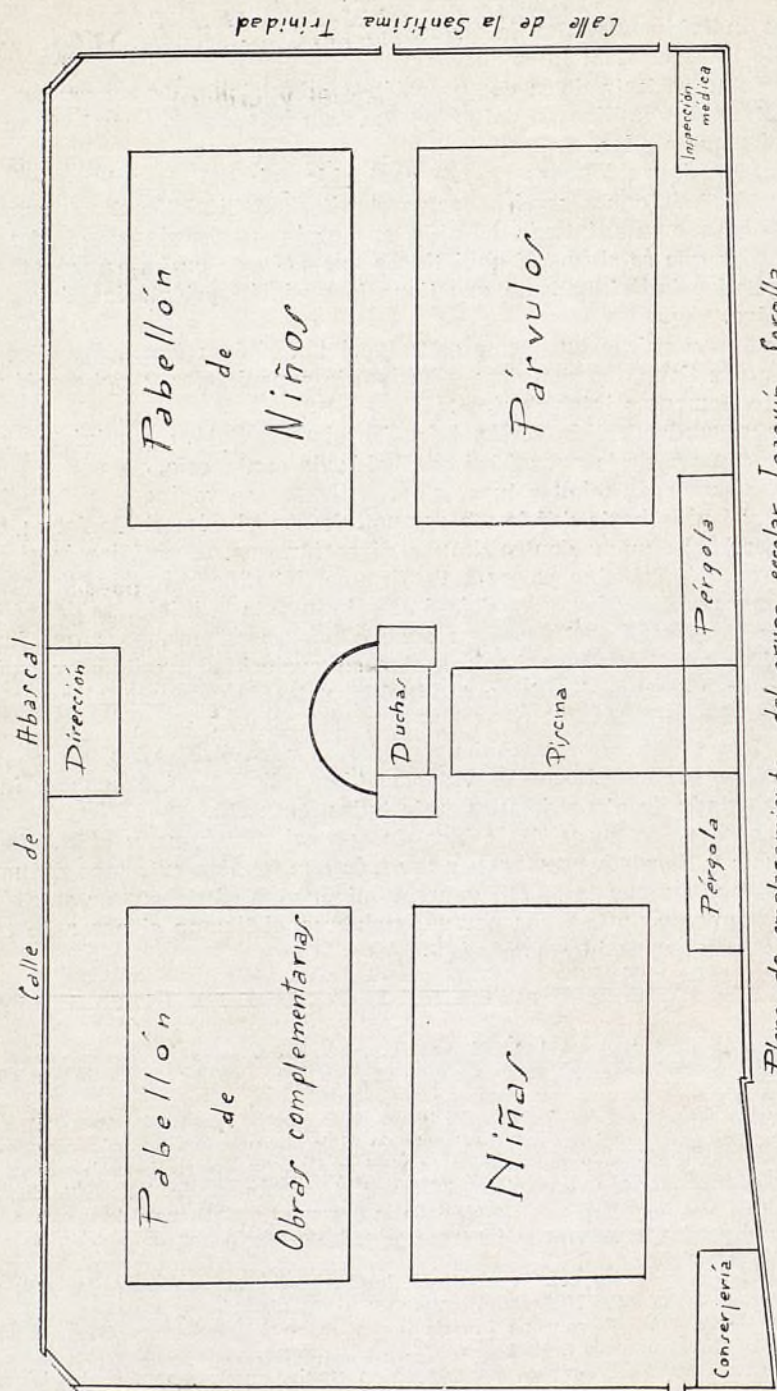 Calle de Abascal
Calle de la Santísima Trinidad
Dirección
Pabellón
de
Obras complementarias
Pabellón
de
Niños
Duchas
Piscina
Niñas
Párvulos
Pérgola
Pérgola
Conserjería
Inspección
médica
Plano de emplazamiento del grupo escolar Joaquín Sorolla